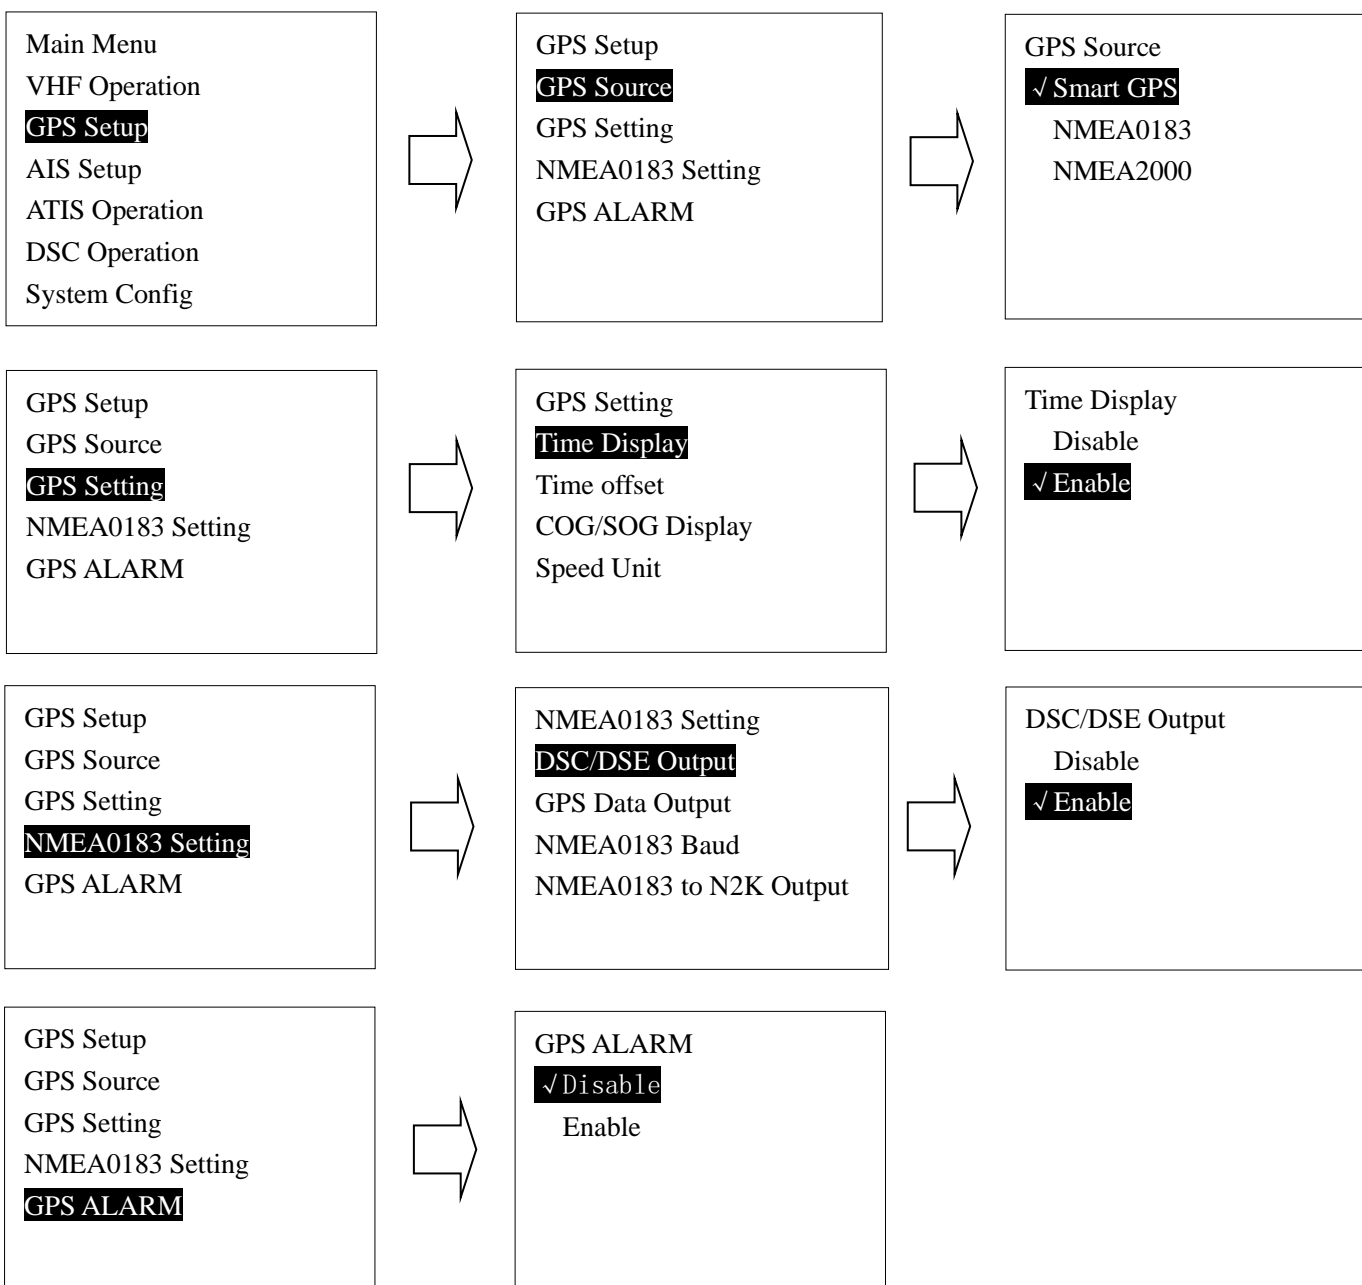 Main Menu
VHF Operation
GPS Setup
AIS Setup
ATIS Operation
DSC Operation
System Config
GPS Setup
GPS Source
GPS Setting
NMEA0183 Setting
GPS ALARM
GPS Source
√ Smart GPS
NMEA0183
NMEA2000
GPS Setup
GPS Source
GPS Setting
NMEA0183 Setting
GPS ALARM
GPS Setting
Time Display
Time offset
COG/SOG Display
Speed Unit
Time Display
Disable
√ Enable
GPS Setup
GPS Source
GPS Setting
NMEA0183 Setting
GPS ALARM
NMEA0183 Setting
DSC/DSE Output
GPS Data Output
NMEA0183 Baud
NMEA0183 to N2K Output
DSC/DSE Output
Disable
√ Enable
GPS Setup
GPS Source
GPS Setting
NMEA0183 Setting
GPS ALARM
GPS ALARM
√ Disable
Enable